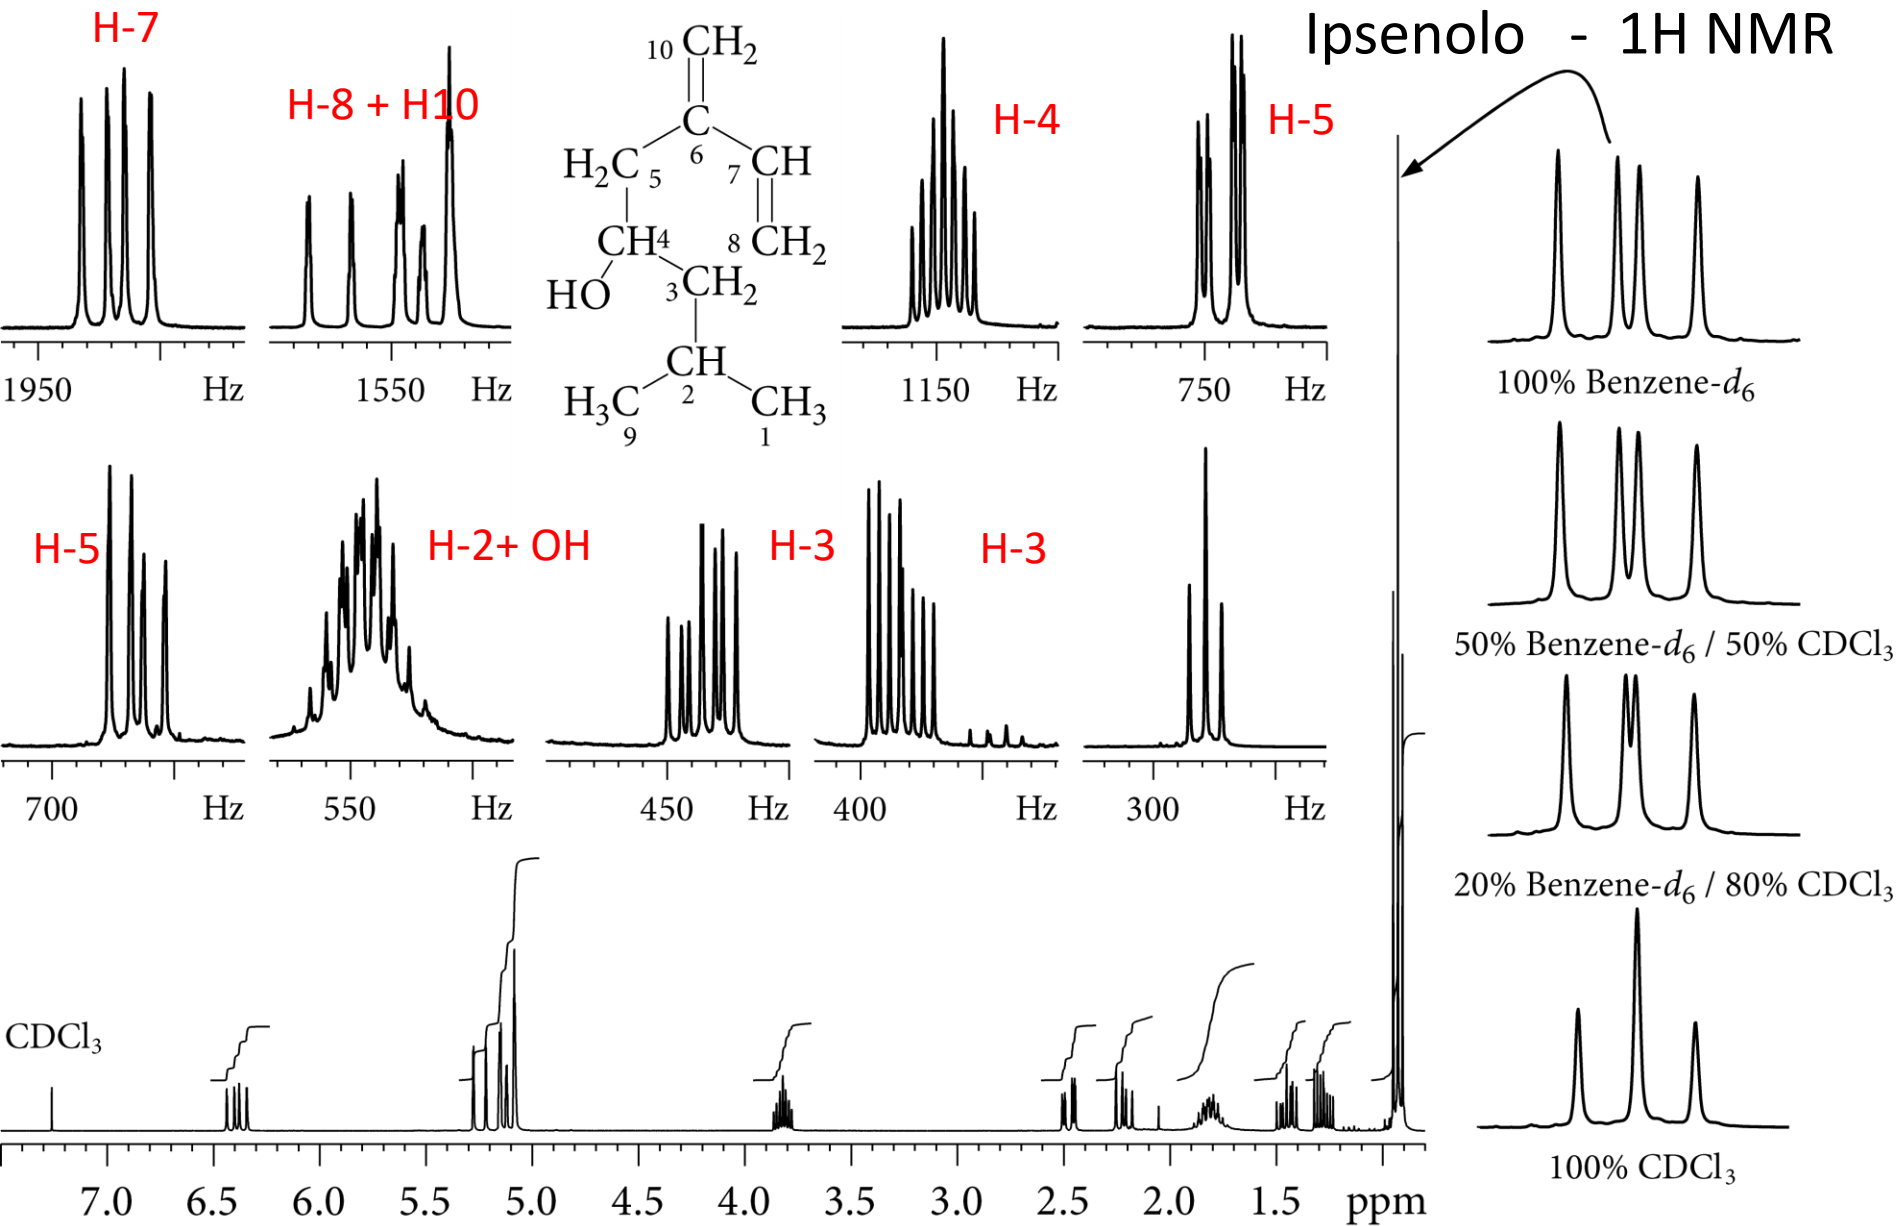 Ipsenolo - 1H NMR
H-7
H-8 + H10
H-4
H-5
10 CH2
C
6
H2C 5
7 CH
CH4
8 CH2
HO
3 CH2
CH
2
H3C
CH3
9
1
1950 Hz
1550 Hz
1150 Hz
750 Hz
100% Benzene-d6
H-5
H-2+ OH
H-3
H-3
50% Benzene-d6 / 50% CDCl3
700 Hz
550 Hz
450 Hz
400 Hz
300 Hz
20% Benzene-d6 / 80% CDCl3
CDCl3
100% CDCl3
7.0 6.5 6.0 5.5 5.0 4.5 4.0 3.5 3.0 2.5 2.0 1.5 ppm